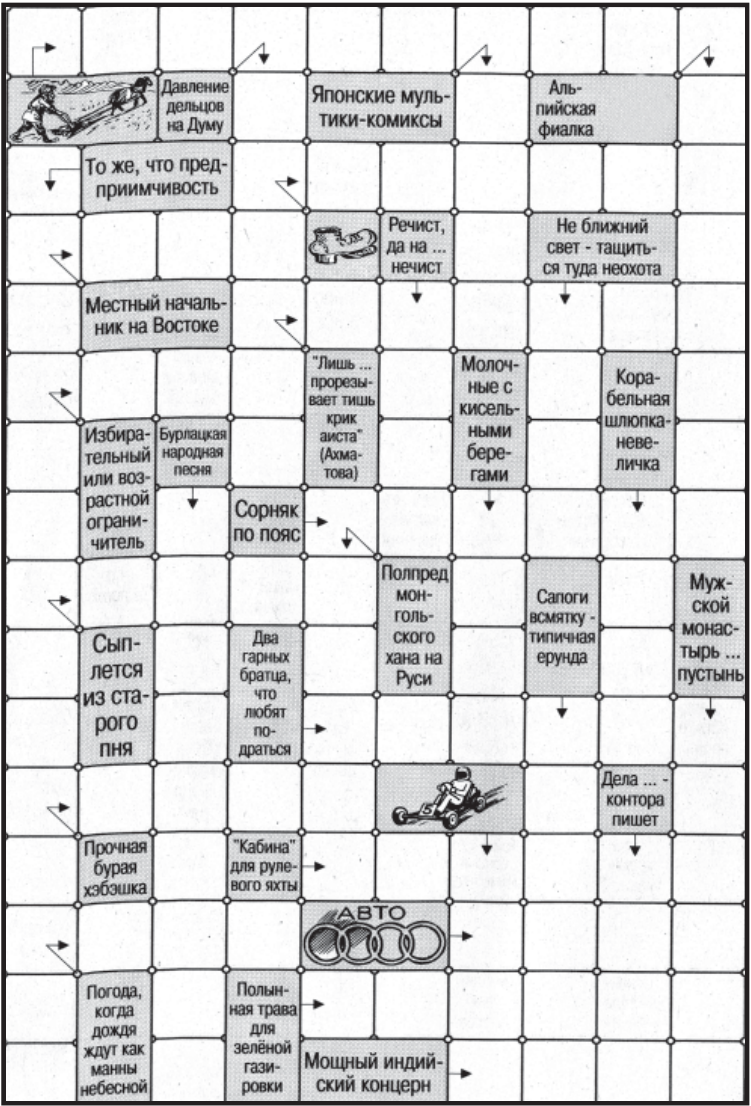 Давление
дельцов
на Думу
Японские муль-
тики-комиксы
Аль-
пийская
фиалка
То же, что пред-
приимчивость
Речист,
да на ...
нечист
Не ближний
свет - тащить-
ся туда неохота
Местный началь-
ник на Востоке
"Лишь ...
прорезы-
вает тишь
крик
аиста"
(Ахма-
това)
Молоч-
ные с
кисель-
ными
бере-
гами
Кора-
бельная
шлюпка-
неве-
личка
Избира-
тельный
или воз-
растной
ограни-
читель
Бурлацкая
народная
песня
Сорняк
по пояс
Полпред
мон-
голь-
ского
хана на
Руси
Сапоги
всмятку -
типичная
ерунда
Муж-
ской
монас-
тырь ...
пустынь
Сып-
лется
из ста-
рого
пня
Два
гарных
братца,
что
любят
по-
драться
5
Дела ... -
контора
пишет
Прочная
бурая
хэбэшка
"Кабина"
для руле-
вого яхты
АВТО
Погода,
когда
дождя
ждут как
манны
небесной
Полын-
ная трава
для
зелёной
гази-
ровки
Мощный индий-
ский концерн